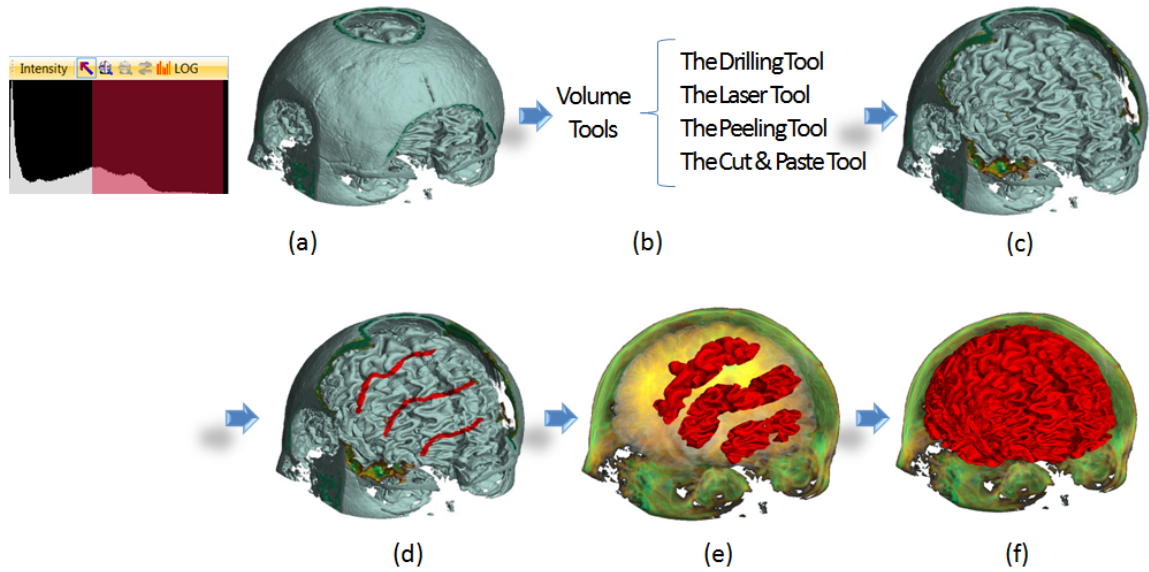 Intensity LOG
Volume
Tools
The Drilling Tool
The Laser Tool
The Peeling Tool
The Cut & Paste Tool
(a)
(b)
(c)
(d)
(e)
(f)